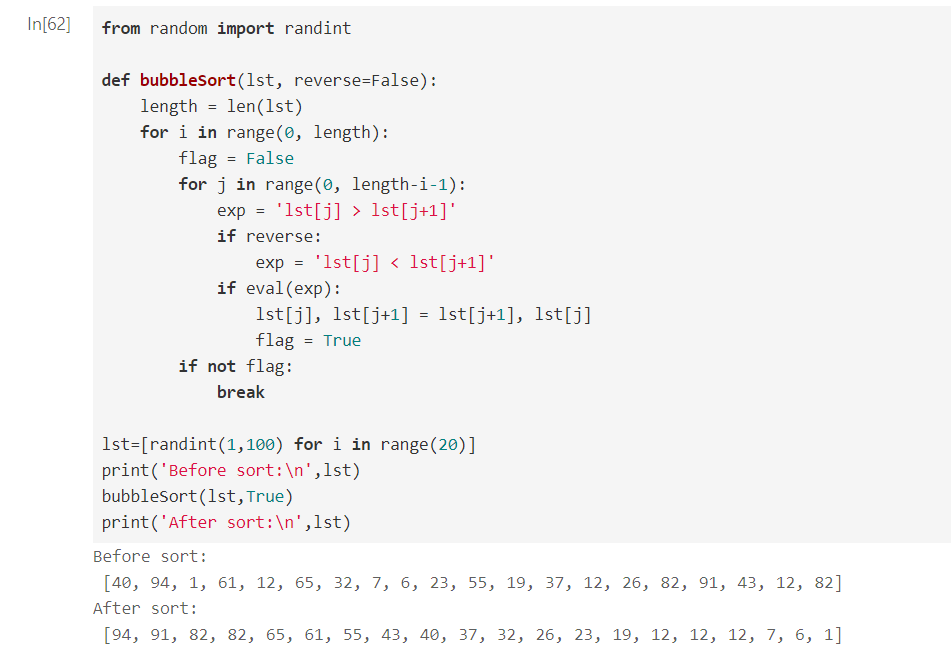 In[62]
from random import randint
def bubbleSort(lst, reverse=False):
    length = len(lst)
    for i in range(0, length):
        flag = False
        for j in range(0, length-i-1):
            exp = 'lst[j] > lst[j+1]'
            if reverse:
                exp = 'lst[j] < lst[j+1]'
            if eval(exp):
                lst[j], lst[j+1] = lst[j+1], lst[j]
                flag = True
        if not flag:
            break
lst=[randint(1,100) for i in range(20)]
print('Before sort:\n',lst)
bubbleSort(lst,True)
print('After sort:\n',lst)
Before sort:
 [40, 94, 1, 61, 12, 65, 32, 7, 6, 23, 55, 19, 37, 12, 26, 82, 91, 43, 12, 82]
After sort:
 [94, 91, 82, 82, 65, 61, 55, 43, 40, 37, 32, 26, 23, 19, 12, 12, 12, 7, 6, 1]